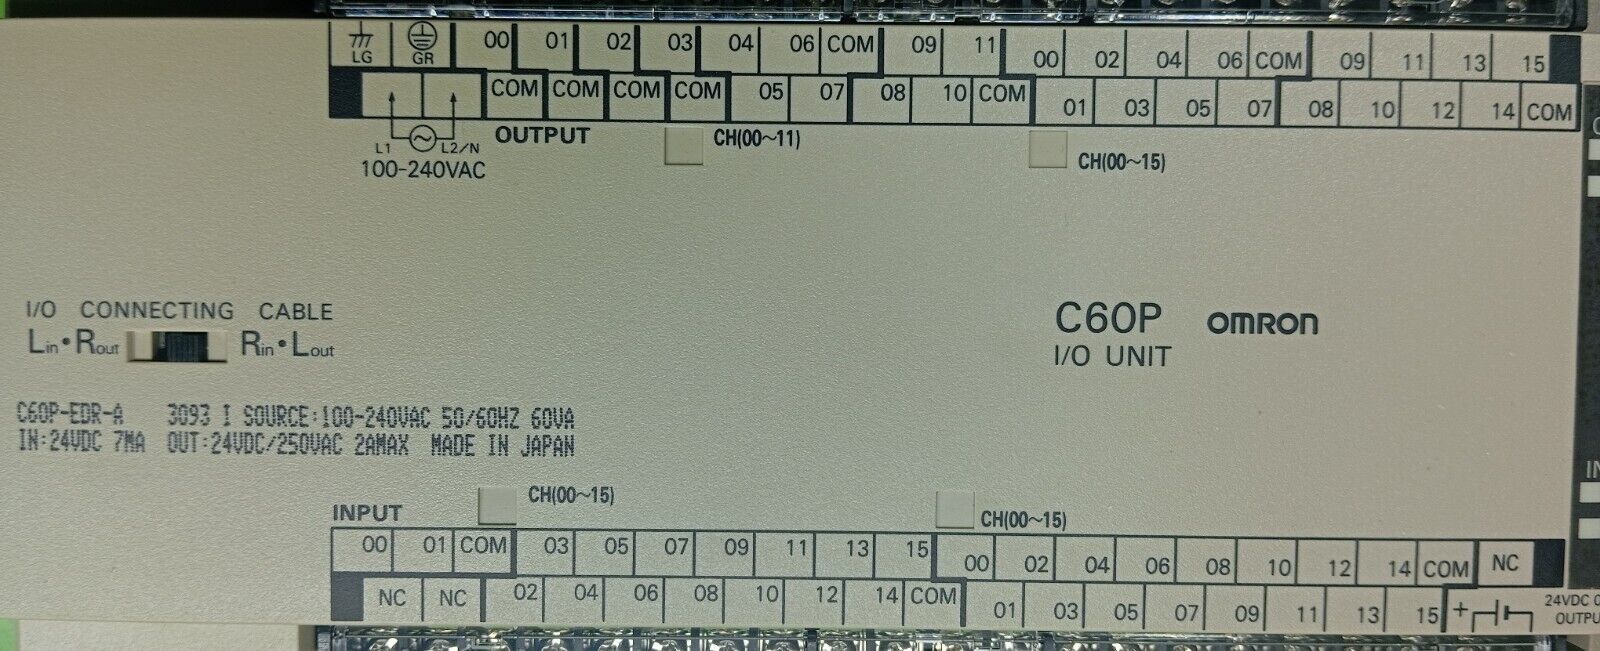 LG GR 00 01 02 03 04 06 COM 09 11 00 02 04 06 COM 09 11 13 15
COM COM COM COM 05 07 08 10 COM 01 03 05 07 08 10 12 14 COM
L1 L2/N OUTPUT CH(00~11) CH(00~15)
100-240VAC
I/O CONNECTING CABLE
Lin•Rout Rin•Lout
C60P OMRON
I/O UNIT
C60P-EDR-A 3093 I SOURCE:100-240VAC 50/60HZ 60VA
IN:24VDC 7MA OUT:24VDC/250VAC 2AMAX MADE IN JAPAN
INPUT CH(00~15) CH(00~15)
00 01 COM 03 05 07 09 11 13 15 00 02 04 06 08 10 12 14 COM NC
NC NC 02 04 06 08 10 12 14 COM 01 03 05 07 09 11 13 15 + 24VDC